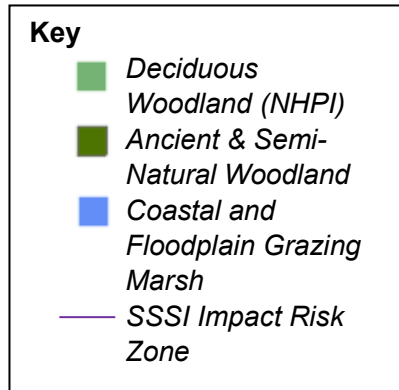 Key
Deciduous
Woodland (NHPI)
Ancient & Semi-
Natural Woodland
Coastal and
Floodplain Grazing
Marsh
SSSI Impact Risk
Zone